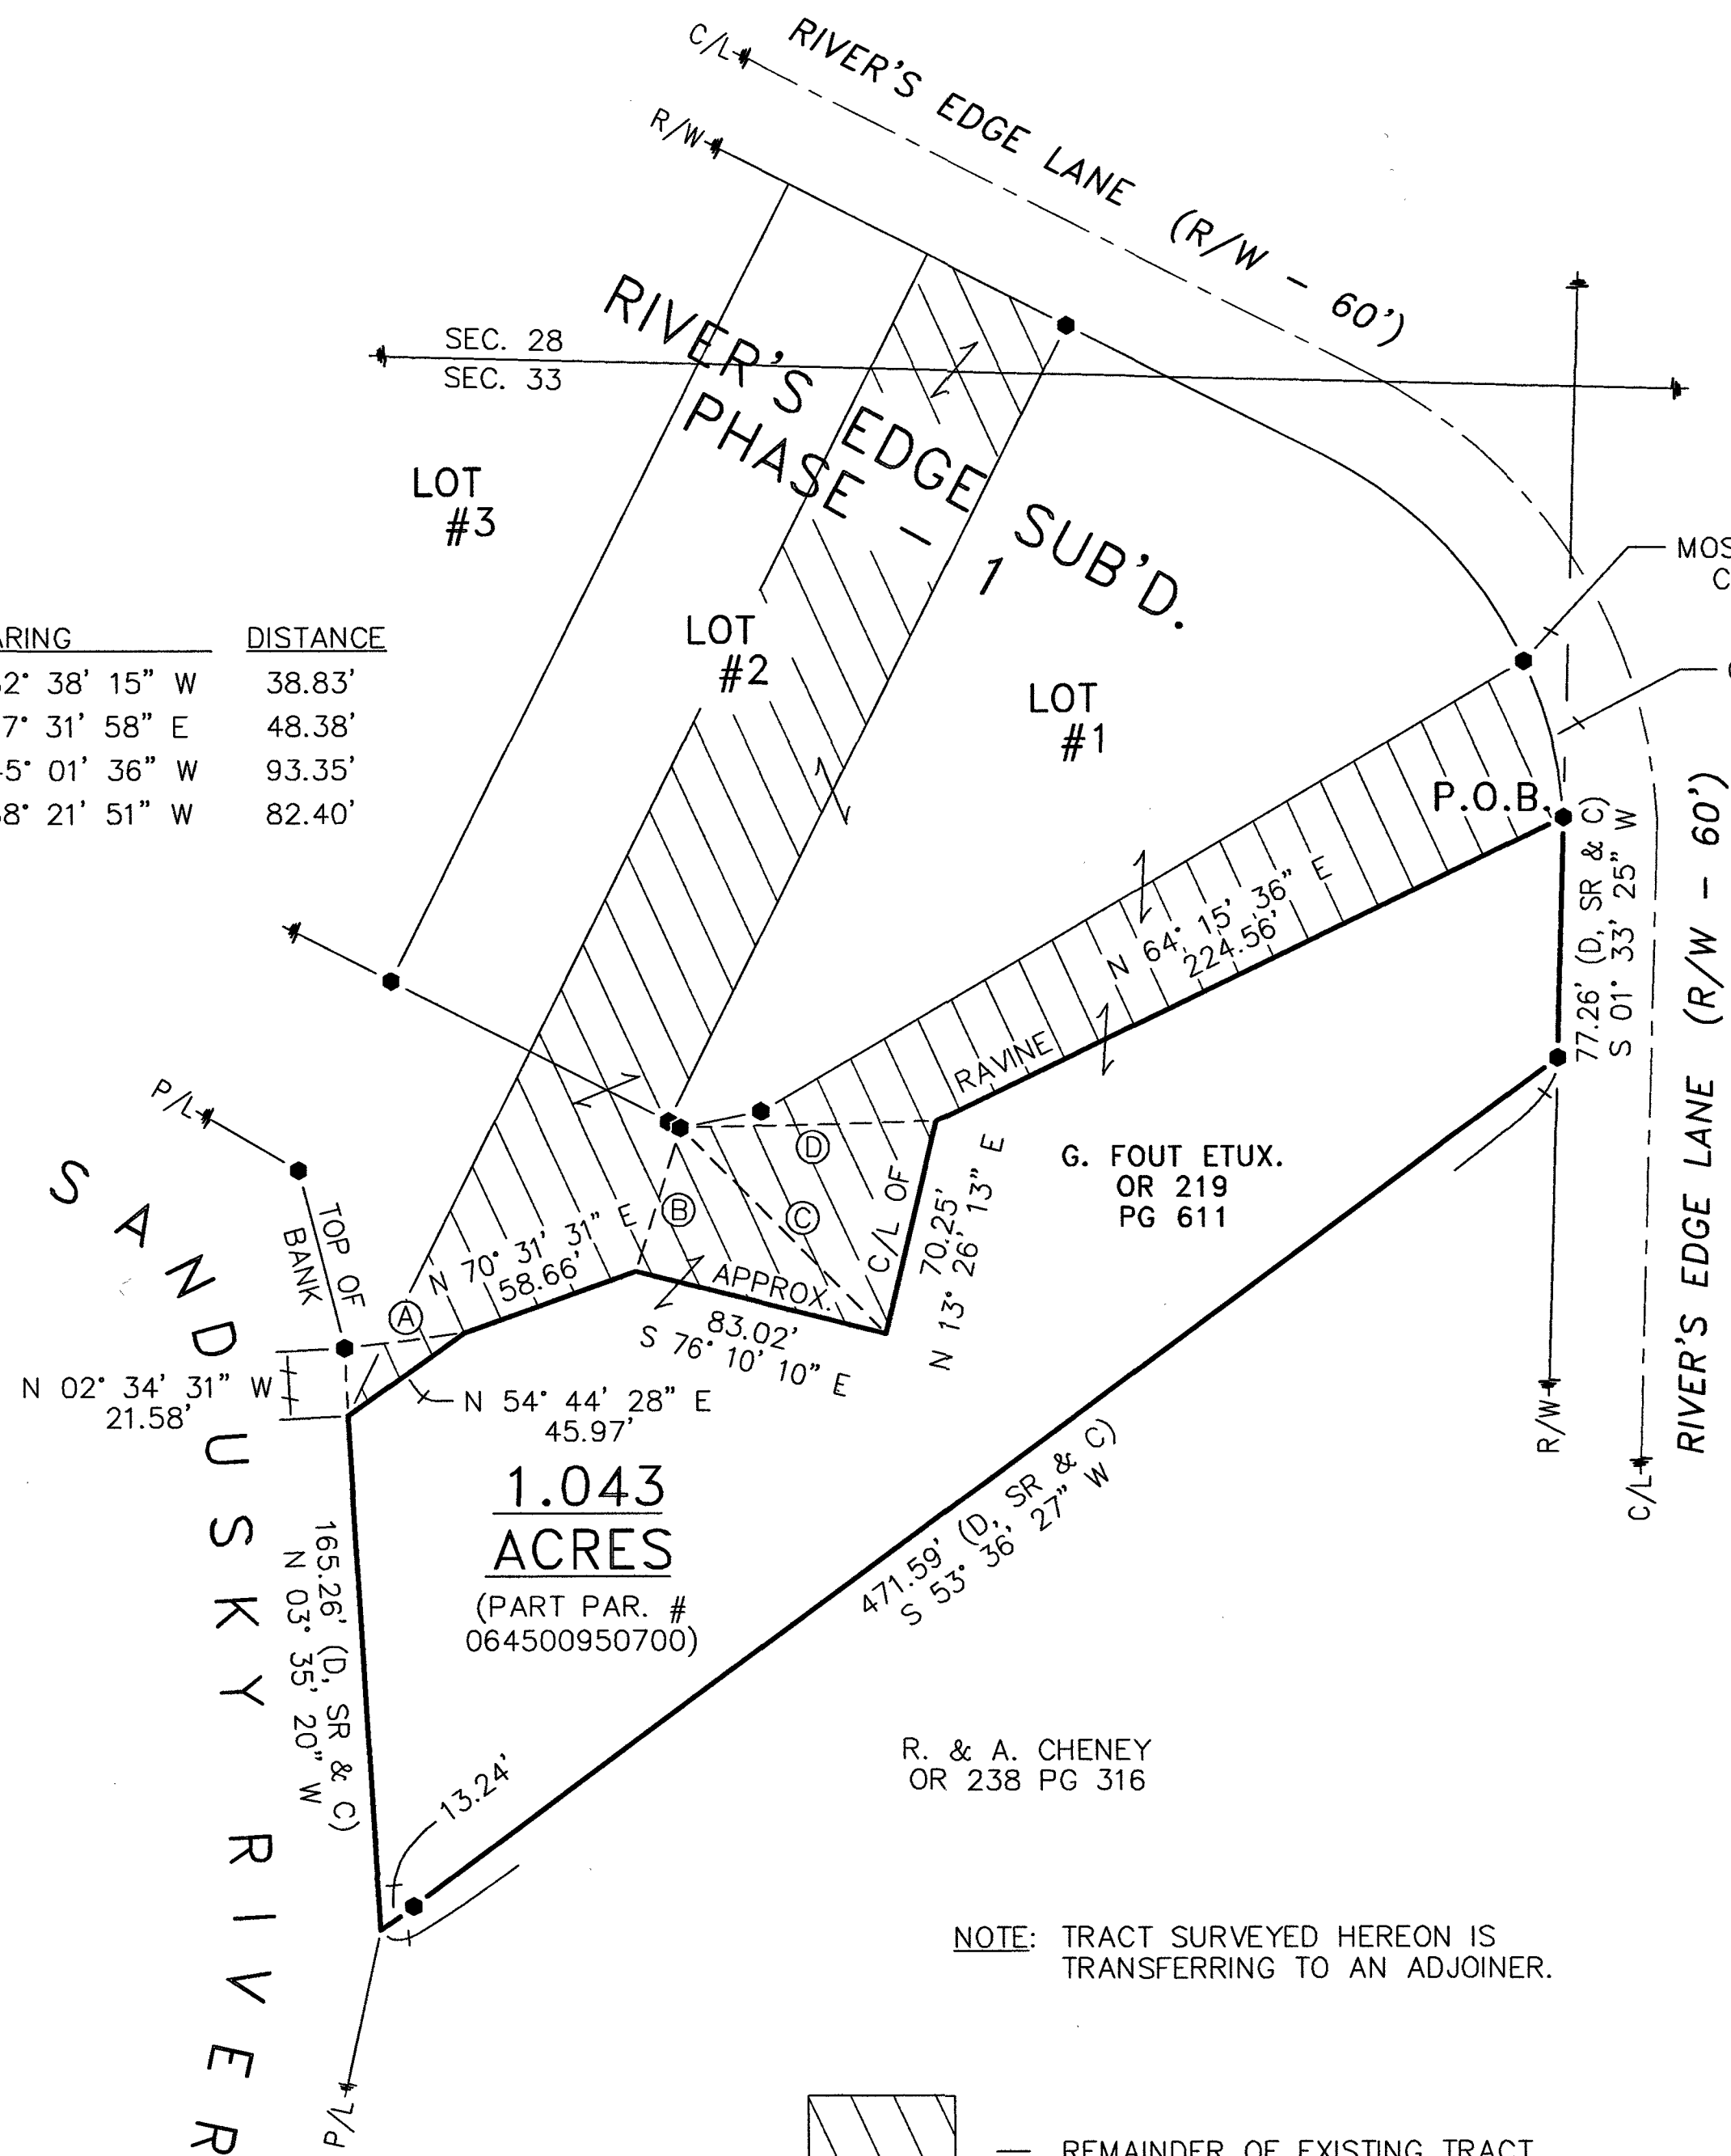 C/L
RIVER'S EDGE LANE (R/W - 60')
R/W
SEC. 28
SEC. 33
RIVER'S EDGE SUB'D.
PHASE - 1
LOT
#3
LOT
#2
LOT
#1
MOS
C
ARING DISTANCE
2° 38' 15" W 38.83'
7° 31' 58" E 48.38'
5° 01' 36" W 93.35'
8° 21' 51" W 82.40'
P.O.B.
77.26' (D, SR & C)
S 01° 33' 25" W
RIVER'S EDGE LANE (R/W - 60')
N 64° 15' 36" E
224.56'
RAVINE
P/L
TOP OF
BANK
SANDUSKY RIVER
D
B
C
A
C/L OF
APPROX.
G. FOUT ETUX.
OR 219
PG 611
N 70° 31' 31" E
58.66'
70.25'
N 13° 26' 13" E
83.02'
S 76° 10' 10" E
N 02° 34' 31" W
21.58'
N 54° 44' 28" E
45.97'
R/W
C/L
1.043
ACRES
(PART PAR. #
064500950700)
165.26' (D, SR & C)
N 03° 35' 20" W
471.59' (D, SR & C)
S 53° 36' 27" W
13.24'
R. & A. CHENEY
OR 238 PG 316
NOTE: TRACT SURVEYED HEREON IS
TRANSFERRING TO AN ADJOINER.
P/L
— REMAINDER OF EXISTING TRACT